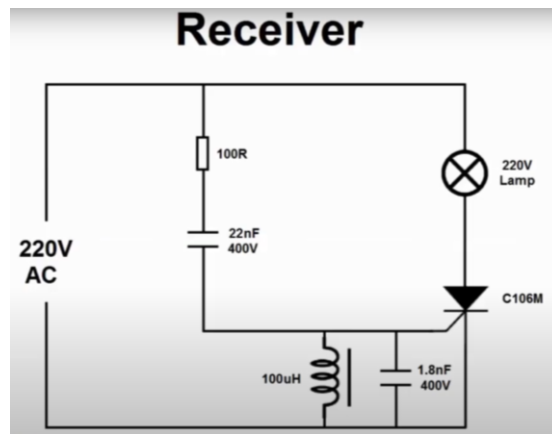 Receiver
100R
220V
Lamp
22nF
400V
220V
AC
C106M
100uH
1.8nF
400V